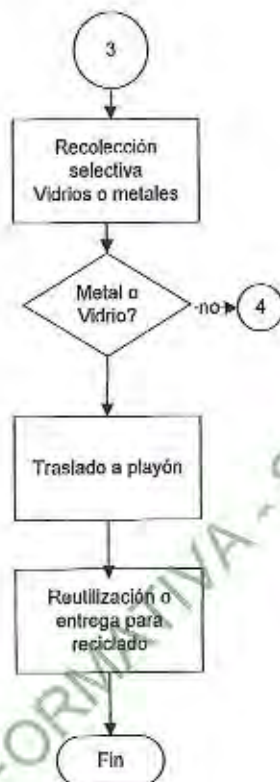 3
Recolección
selectiva
Vidrios o metales
Metal o
Vidrio?
no
4
Traslado a playón
Reutilización o
entrega para
reciclado
Fin